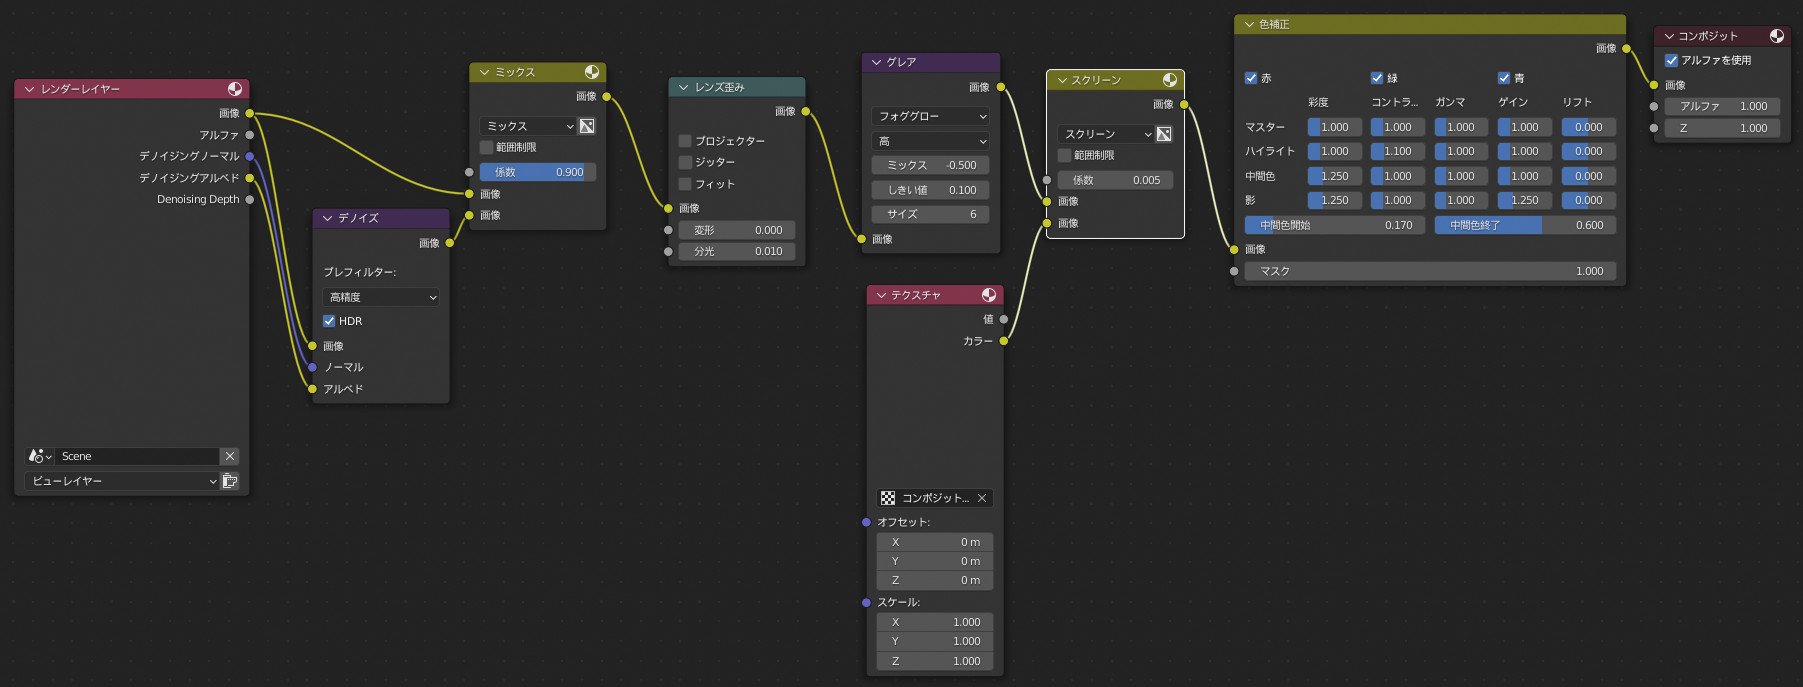 レンダーレイヤー
画像
アルファ
デノイジングノーマル
デノイジングアルベド
Denoising Depth
Scene
ビューレイヤー
デノイズ
画像
プレフィルター:
高精度
HDR
画像
ノーマル
アルベド
ミックス
画像
ミックス
範囲制限
係数 0.900
画像
画像
レンズ歪み
画像
プロジェクター
ジッター
フィット
画像
変形 0.000
分光 0.010
グレア
画像
フォググロー
高
ミックス -0.500
しきい値 0.100
サイズ 6
画像
テクスチャ
値
カラー
コンポジット...
オフセット:
X 0 m
Y 0 m
Z 0 m
スケール:
X 1.000
Y 1.000
Z 1.000
スクリーン
画像
スクリーン
範囲制限
係数 0.005
画像
画像
色補正
画像
赤 緑 青
彩度 コントラ... ガンマ ゲイン リフト
マスター 1.000 1.000 1.000 1.000 0.000
ハイライト 1.000 1.100 1.000 1.000 0.000
中間色 1.250 1.000 1.000 1.000 0.000
影 1.250 1.000 1.000 1.250 0.000
中間色開始 0.170 中間色終了 0.600
画像
マスク 1.000
コンポジット
アルファを使用
画像
アルファ 1.000
Z 1.000